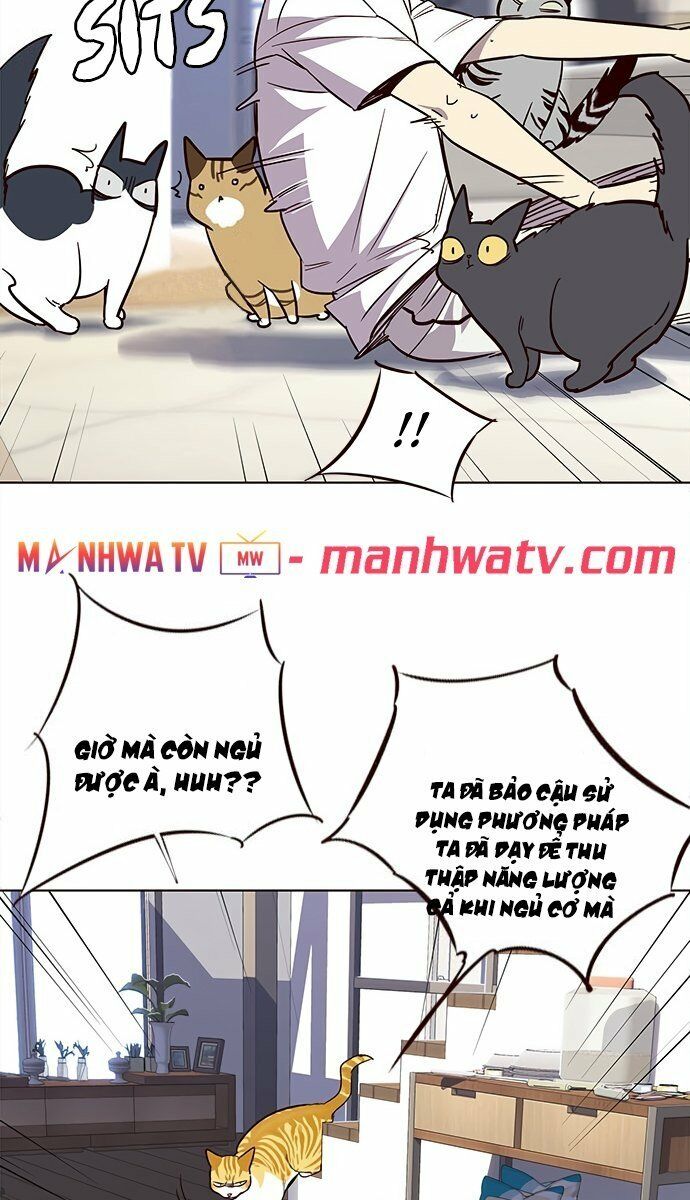 SITS
!!
MANHWA TV MW - manhwatv.com
GIỜ MÀ CÒN NGỦ
ĐƯỢC À, HUH??
TA ĐÃ BẢO CẬU SỬ
DỤNG PHƯƠNG PHÁP
TA ĐÃ DẠY ĐỂ THU
THẬP NĂNG LƯỢNG
CẢ KHI NGỦ CƠ MÀ